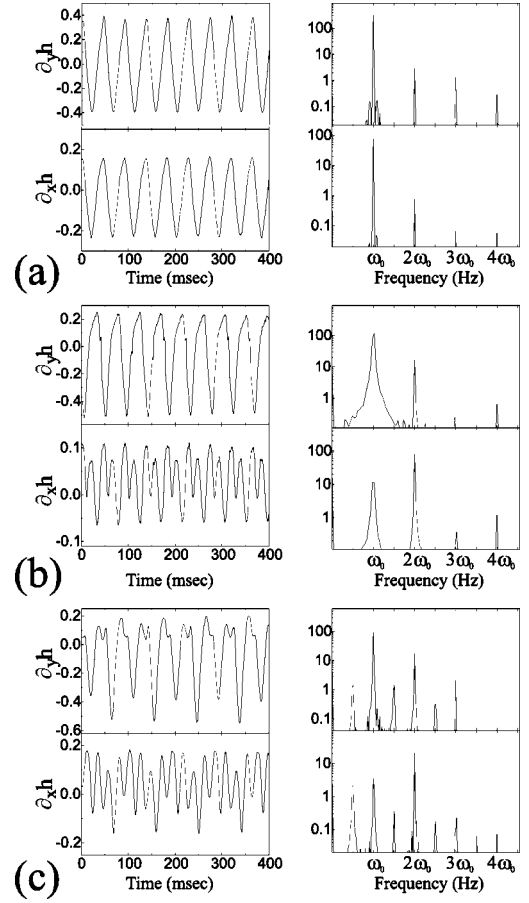 0.4
0.2
0.0
-0.2
-0.4
∂yh
100
10
1
0.1
0.2
0.0
-0.2
∂xh
100
10
1
0.1
0 100 200 300 400
ω₀ 2ω₀ 3ω₀ 4ω₀
Time (msec)
Frequency (Hz)
(a)
0.2
0.0
-0.2
-0.4
∂yh
100
10
1
0.1
0.0
-0.1
∂xh
100
10
1
0 100 200 300 400
ω₀ 2ω₀ 3ω₀ 4ω₀
Time (msec)
Frequency (Hz)
(b)
0.2
0.0
-0.2
-0.4
-0.6
∂yh
100
10
1
0.1
0.2
0.0
-0.2
∂xh
10
1
0.1
0 100 200 300 400
ω₀ 2ω₀ 3ω₀ 4ω₀
Time (msec)
Frequency (Hz)
(c)